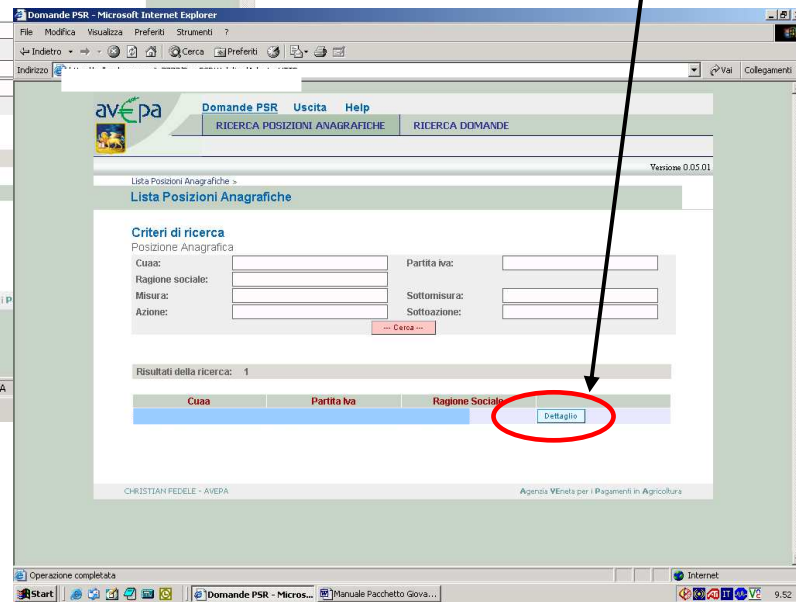 Domande PSR - Microsoft Internet Explorer
File Modifica Visualizza Preferiti Strumenti ?
Indietro Cerca Preferiti
Indirizzo Vai Collegamenti
av€pa Domande PSR Uscita Help
RICERCA POSIZIONI ANAGRAFICHE RICERCA DOMANDE
Versione 0.05.01
Lista Posizioni Anagrafiche >
Lista Posizioni Anagrafiche
Criteri di ricerca
Posizione Anagrafica
Cuaa: Partita iva:
Ragione sociale:
Misura: Sottomisura:
Azione: Sottoazione:
--- Cerca ---
i P
Risultati della ricerca: 1
A
Cuaa Partita Iva Ragione Sociale
Dettaglio
CHRISTIAN FEDELE - AVEPA Agenzia VEneta per i Pagamenti in Agricoltura
Operazione completata Internet
Start Domande PSR - Micros... Manuale Pacchetto Giova... IT 9.52